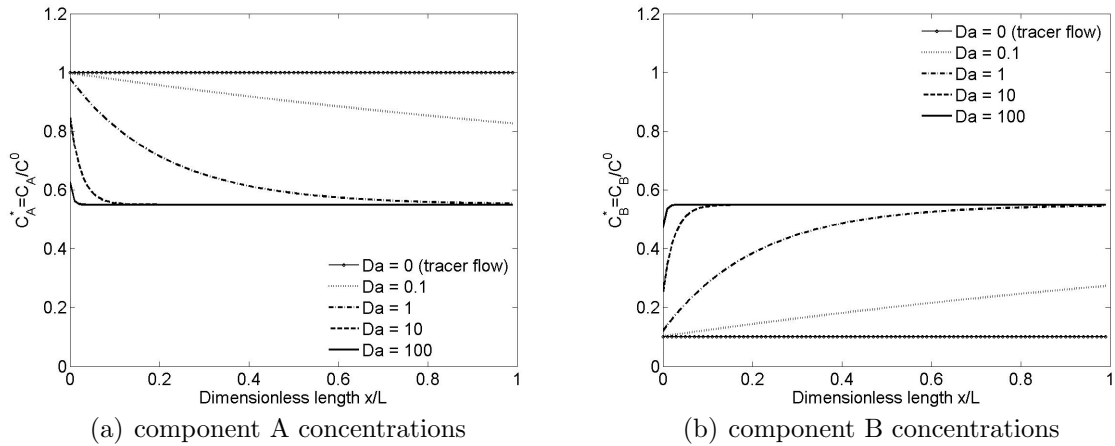 1.2
1
0.8
0.6
0.4
0.2
0
C*A=CA/C0
Da = 0 (tracer flow)
Da = 0.1
Da = 1
Da = 10
Da = 100
0 0.2 0.4 0.6 0.8 1
Dimensionless length x/L
(a) component A concentrations
1.2
1
0.8
0.6
0.4
0.2
0
C*B=CB/C0
Da = 0 (tracer flow)
Da = 0.1
Da = 1
Da = 10
Da = 100
0 0.2 0.4 0.6 0.8 1
Dimensionless length x/L
(b) component B concentrations